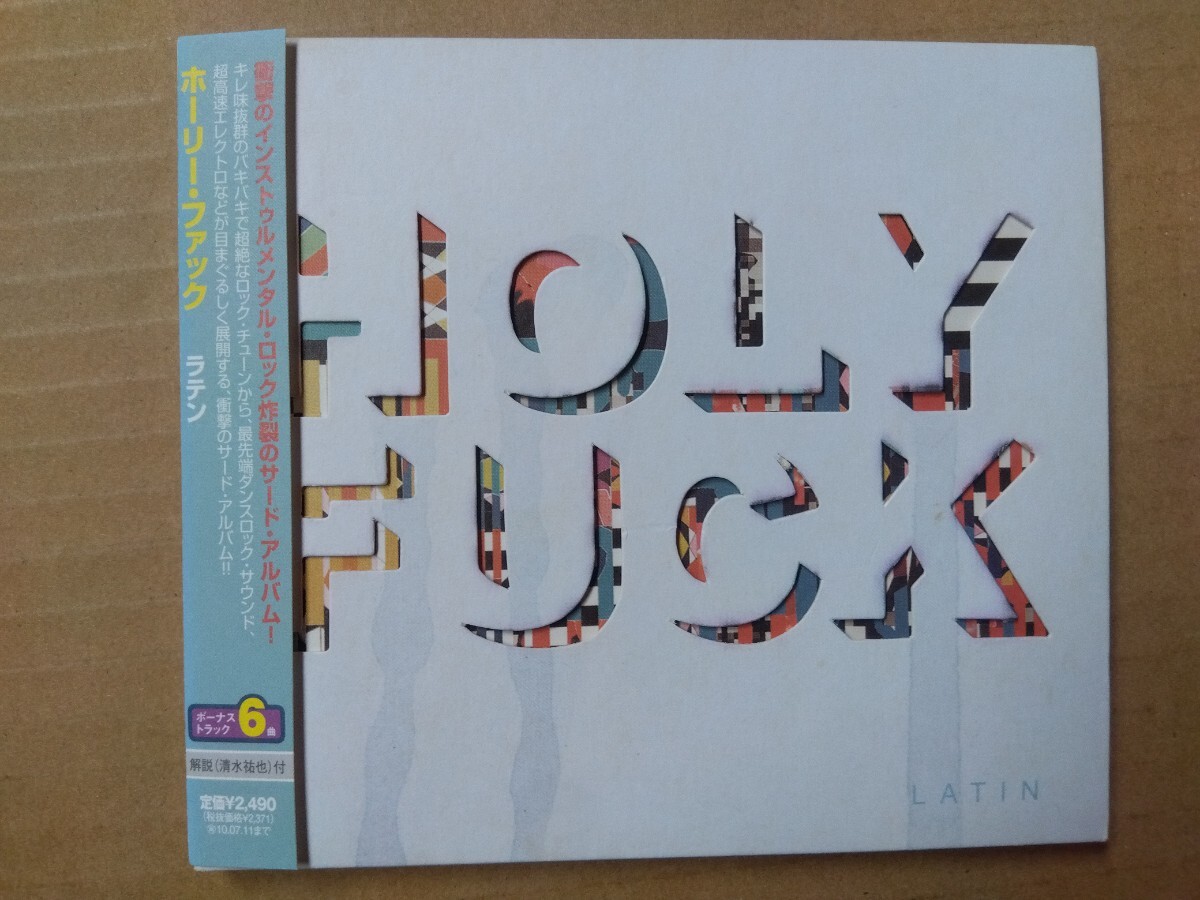 衝撃のインストゥルメンタル・ロック炸裂のサード・アルバム!
キレ味抜群のバキバキで超絶なロック・チューンから、最先端ダンスロック・サウンド、
超高速エレクトロなどが目まぐるしく展開する、衝撃のサード・アルバム!!
ホーリー・ファック ラテン
ボーナス
トラック
6曲
解説(清水祐也)付
定価¥2,490
(税抜価格¥2,371)
10.07.11まで
HOLY
FUCK
LATIN